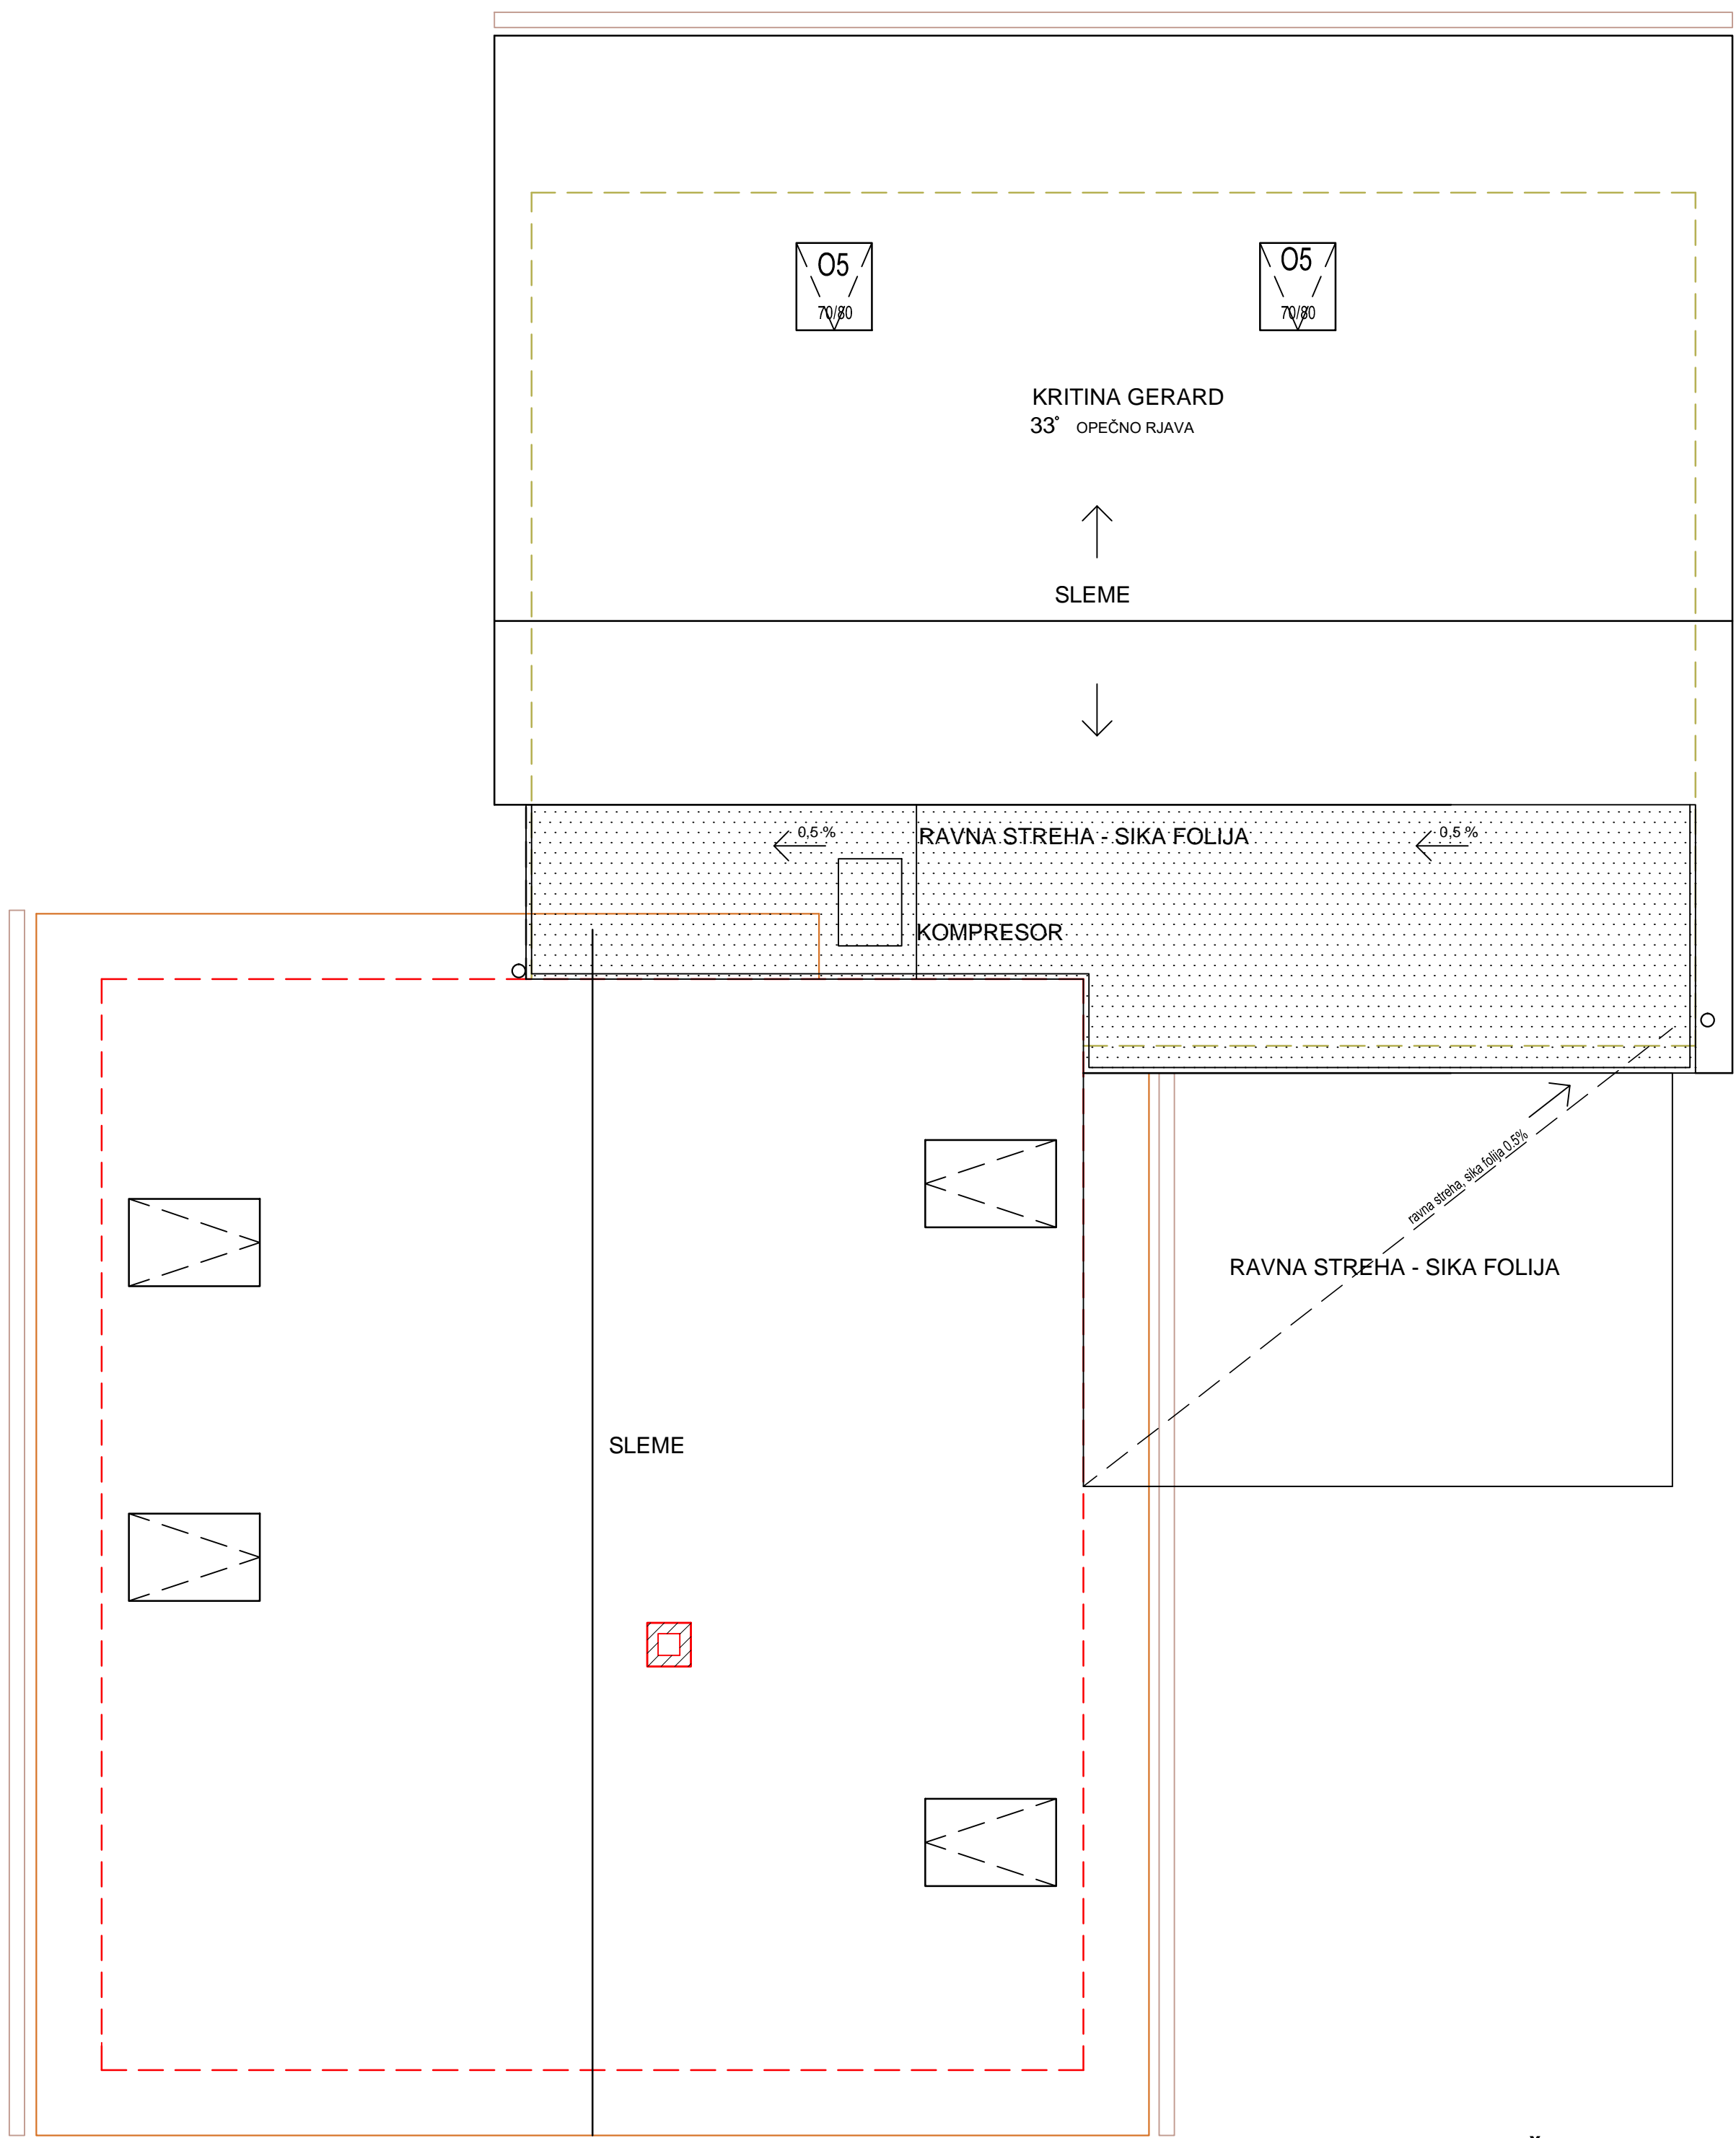 O5
O5
70/80
70/80
KRITINA GERARD
33° OPEČNO RJAVA
SLEME
0,5 %
RAVNA STREHA - SIKA FOLIJA
0,5 %
KOMPRESOR
ravna streha, sika folija 0.5%
RAVNA STREHA - SIKA FOLIJA
SLEME